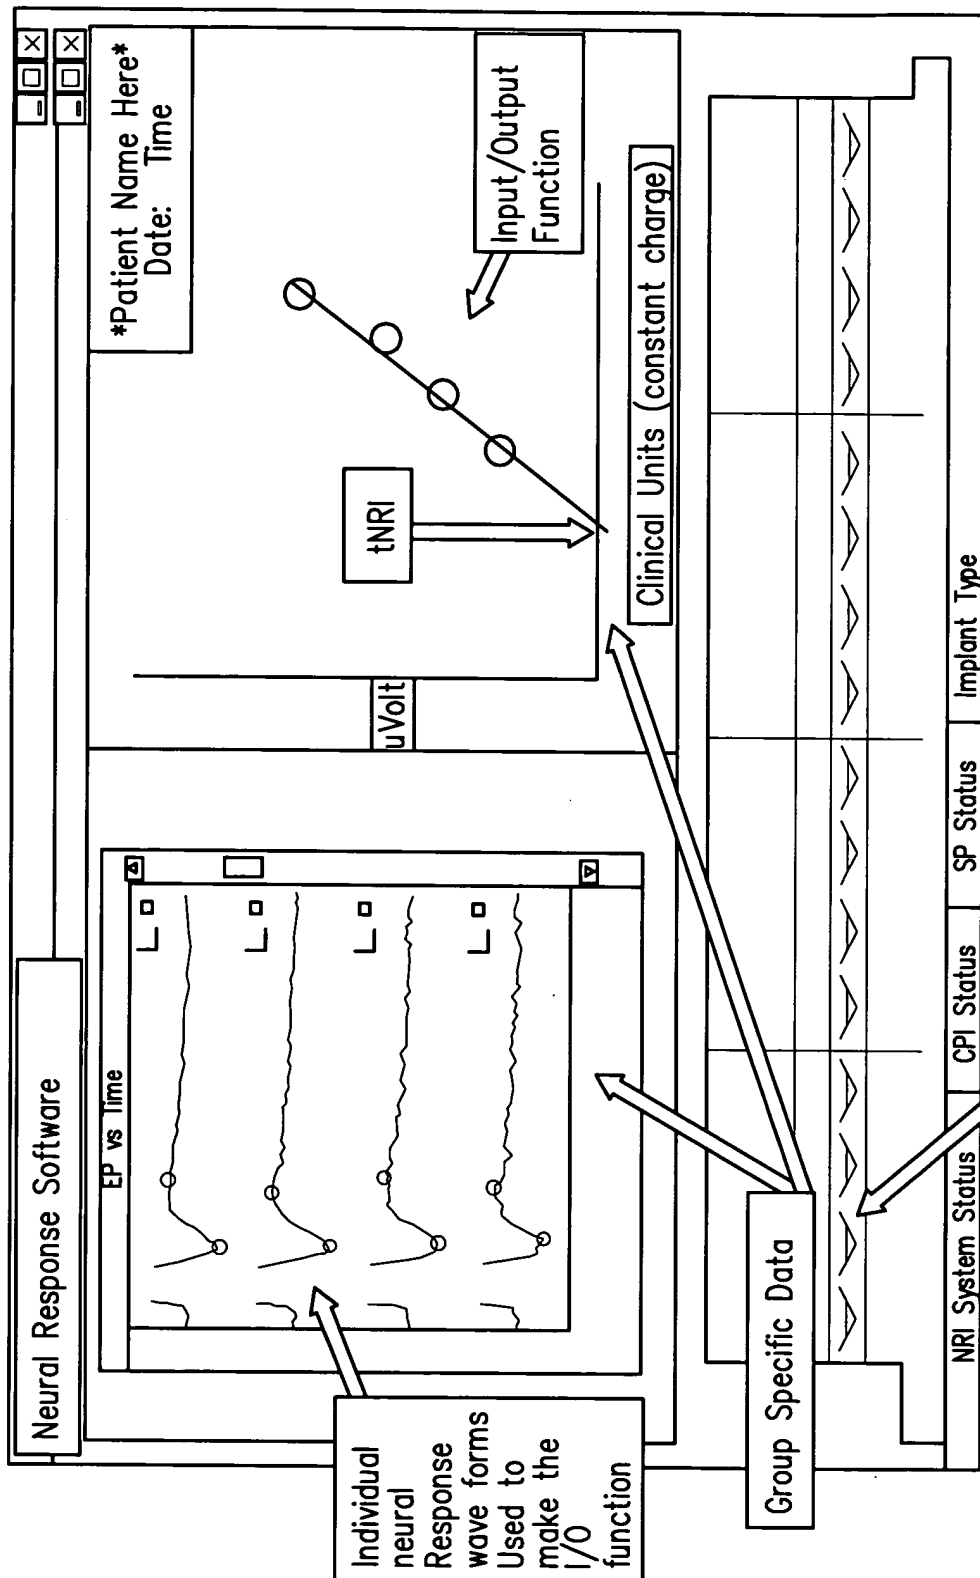 Neural Response Software
*Patient Name Here*
Date: Time
EP vs Time
uVolt
tNRI
Input/Output
Function
Clinical Units (constant charge)
Individual
neural
Response
wave forms
Used to
make the
I/O
function
Group Specific Data
NRI System Status
CPI Status
SP Status
Implant Type